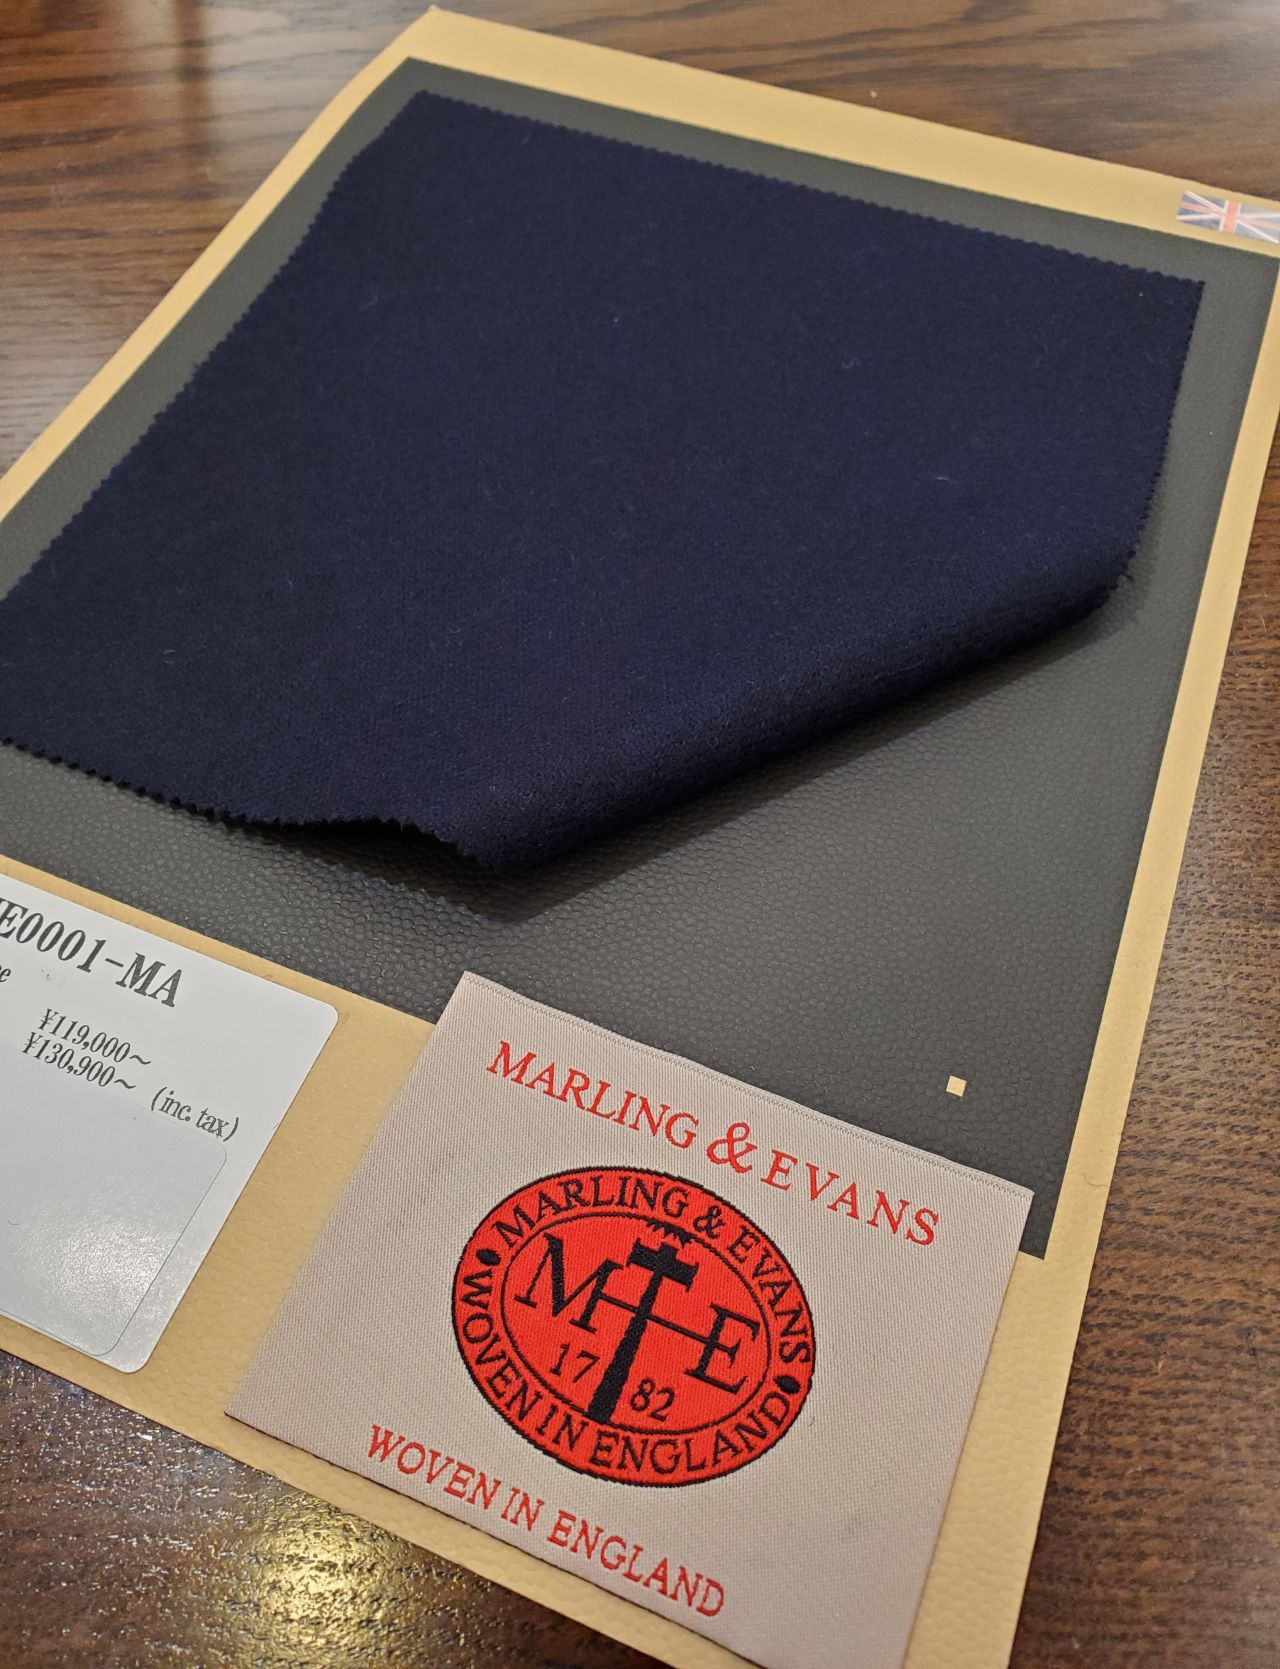 E0001-MA
¥119,000～
¥130,900～ (inc. tax)
MARLING & EVANS
MARLING & EVANS
M & E
17 82
WOVEN IN ENGLAND
WOVEN IN ENGLAND